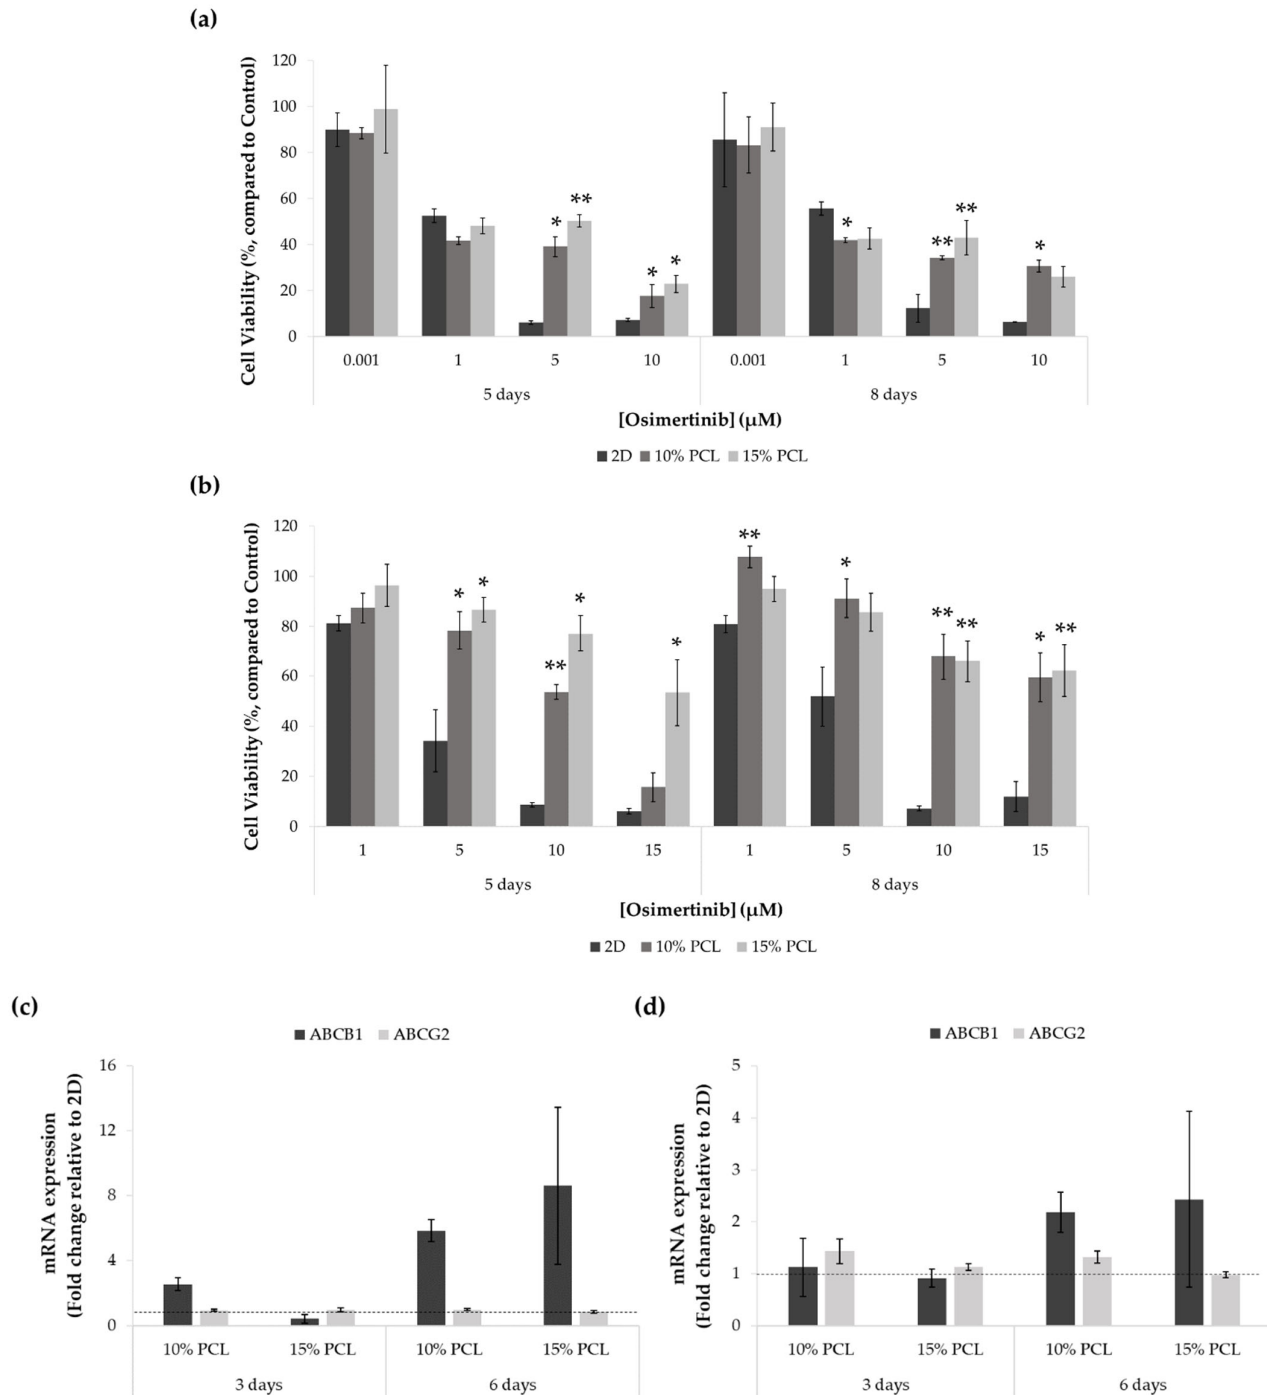 (a)
Cell Viability (%, compared to Control)
120
100
80
60
40
20
0
* ** * * * ** ** *
0.001 1 5 10 0.001 1 5 10
5 days 8 days
[Osimertinib] (µM)
2D 10% PCL 15% PCL
(b)
Cell Viability (%, compared to Control)
120
100
80
60
40
20
0
* * ** * * ** * ** ** * **
1 5 10 15 1 5 10 15
5 days 8 days
[Osimertinib] (µM)
2D 10% PCL 15% PCL
(c)
ABCB1 ABCG2
mRNA expression
(Fold change relative to 2D)
16
12
8
4
0
10% PCL 15% PCL 10% PCL 15% PCL
3 days 6 days
(d)
ABCB1 ABCG2
mRNA expression
(Fold change relative to 2D)
5
4
3
2
1
0
10% PCL 15% PCL 10% PCL 15% PCL
3 days 6 days